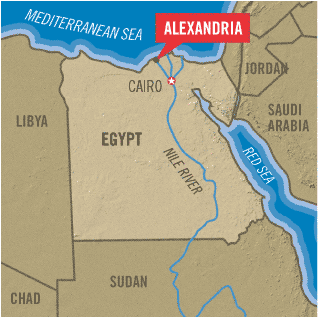 MEDITERRANEAN SEA
ALEXANDRIA
CAIRO
JORDAN
LIBYA
EGYPT
SAUDI
ARABIA
NILE RIVER
RED SEA
SUDAN
CHAD